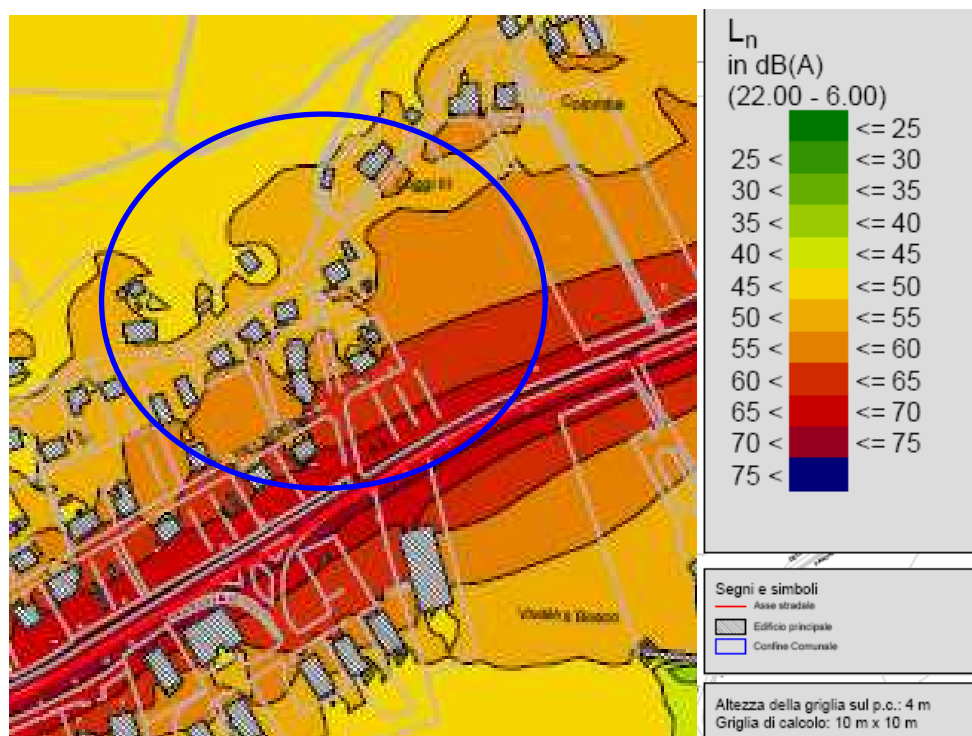 Colomba
L_n
in dB(A)
(22.00 - 6.00)
<= 25
25 < <= 30
30 < <= 35
35 < <= 40
40 < <= 45
45 < <= 50
50 < <= 55
55 < <= 60
60 < <= 65
65 < <= 70
70 < <= 75
75 <
Segni e simboli
Asse stradale
Edificio principale
Confine Comunale
Altezza della griglia sul p.c.: 4 m
Griglia di calcolo: 10 m x 10 m